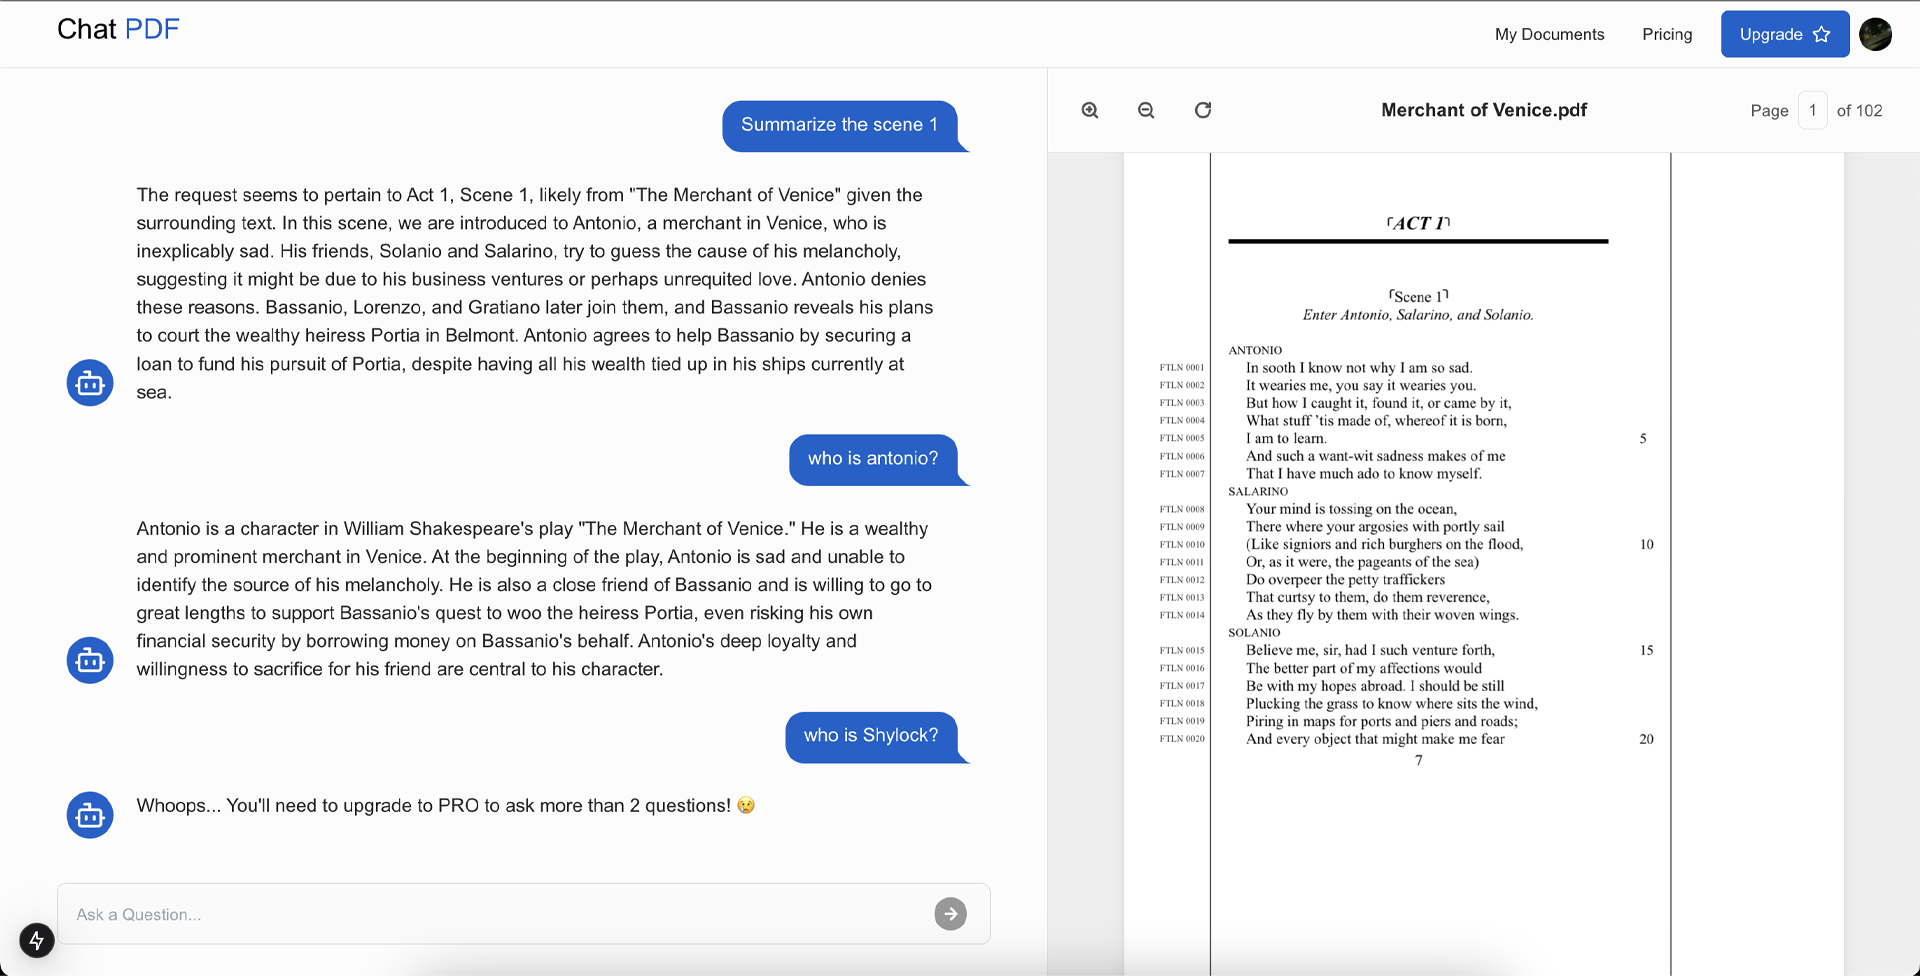 Chat PDF
My Documents
Pricing
Upgrade
Summarize the scene 1
The request seems to pertain to Act 1, Scene 1, likely from "The Merchant of Venice" given the
surrounding text. In this scene, we are introduced to Antonio, a merchant in Venice, who is
inexplicably sad. His friends, Solanio and Salarino, try to guess the cause of his melancholy,
suggesting it might be due to his business ventures or perhaps unrequited love. Antonio denies
these reasons. Bassanio, Lorenzo, and Gratiano later join them, and Bassanio reveals his plans
to court the wealthy heiress Portia in Belmont. Antonio agrees to help Bassanio by securing a
loan to fund his pursuit of Portia, despite having all his wealth tied up in his ships currently at
sea.
who is antonio?
Antonio is a character in William Shakespeare's play "The Merchant of Venice." He is a wealthy
and prominent merchant in Venice. At the beginning of the play, Antonio is sad and unable to
identify the source of his melancholy. He is also a close friend of Bassanio and is willing to go to
great lengths to support Bassanio's quest to woo the heiress Portia, even risking his own
financial security by borrowing money on Bassanio's behalf. Antonio's deep loyalty and
willingness to sacrifice for his friend are central to his character.
who is Shylock?
Whoops... You'll need to upgrade to PRO to ask more than 2 questions! 😢
Ask a Question...
Merchant of Venice.pdf
Page 1 of 102
⌜ACT 1⌝
⌜Scene 1⌝
Enter Antonio, Salarino, and Solanio.
ANTONIO
FTLN 0001 In sooth I know not why I am so sad.
FTLN 0002 It wearies me, you say it wearies you.
FTLN 0003 But how I caught it, found it, or came by it,
FTLN 0004 What stuff ’tis made of, whereof it is born,
FTLN 0005 I am to learn. 5
FTLN 0006 And such a want-wit sadness makes of me
FTLN 0007 That I have much ado to know myself.
SALARINO
FTLN 0008 Your mind is tossing on the ocean,
FTLN 0009 There where your argosies with portly sail
FTLN 0010 (Like signiors and rich burghers on the flood, 10
FTLN 0011 Or, as it were, the pageants of the sea)
FTLN 0012 Do overpeer the petty traffickers
FTLN 0013 That curtsy to them, do them reverence,
FTLN 0014 As they fly by them with their woven wings.
SOLANIO
FTLN 0015 Believe me, sir, had I such venture forth, 15
FTLN 0016 The better part of my affections would
FTLN 0017 Be with my hopes abroad. I should be still
FTLN 0018 Plucking the grass to know where sits the wind,
FTLN 0019 Piring in maps for ports and piers and roads;
FTLN 0020 And every object that might make me fear 20
7